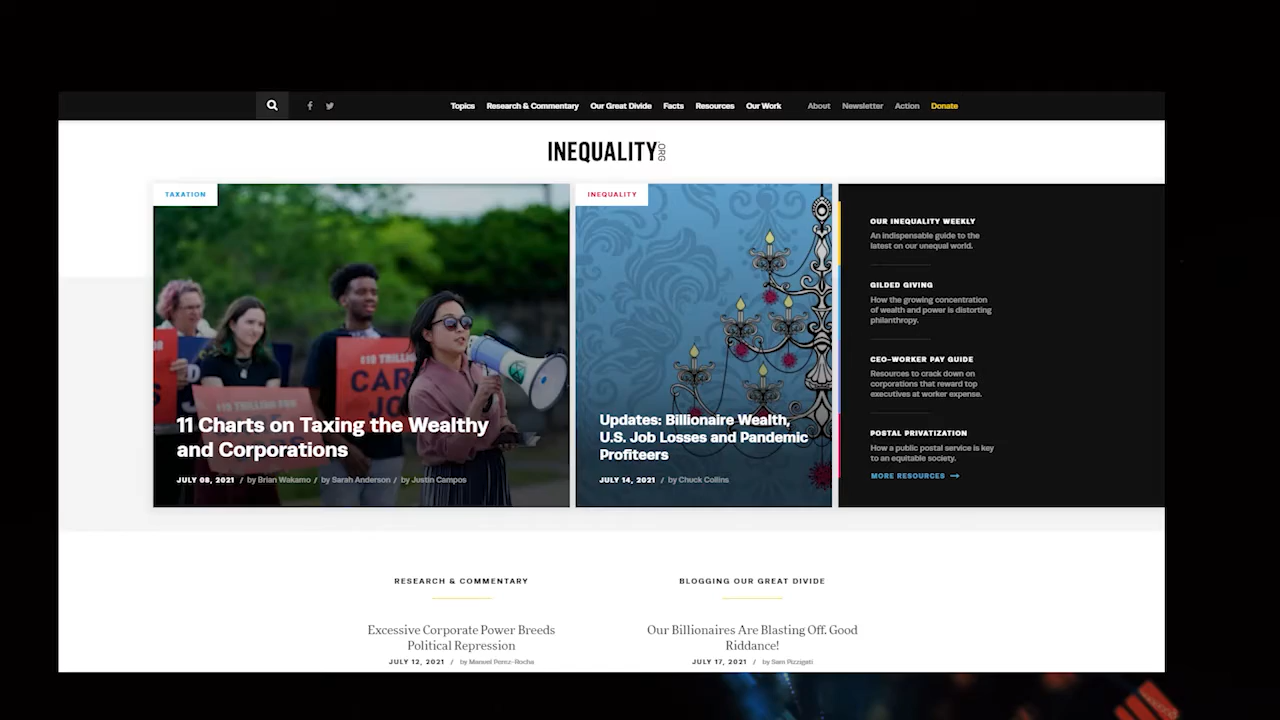 Topics Research & Commentary Our Great Divide Facts Resources Our Work About Newsletter Action Donate
INEQUALITY.ORG
TAXATION
11 Charts on Taxing the Wealthy
and Corporations
JULY 08, 2021 / by Brian Wakamo / by Sarah Anderson / by Justin Campos
INEQUALITY
Updates: Billionaire Wealth,
U.S. Job Losses and Pandemic
Profiteers
JULY 14, 2021 / by Chuck Collins
OUR INEQUALITY WEEKLY
An indispensable guide to the
latest on our unequal world.
GILDED GIVING
How the growing concentration
of wealth and power is distorting
philanthropy.
CEO-WORKER PAY GUIDE
Resources to crack down on
corporations that reward top
executives at worker expense.
POSTAL PRIVATIZATION
How a public postal service is key
to an equitable society.
MORE RESOURCES
RESEARCH & COMMENTARY
Excessive Corporate Power Breeds
Political Repression
JULY 12, 2021 / by Manuel Perez-Rocha
BLOGGING OUR GREAT DIVIDE
Our Billionaires Are Blasting Off. Good
Riddance!
JULY 17, 2021 / by Sam Pizzigati